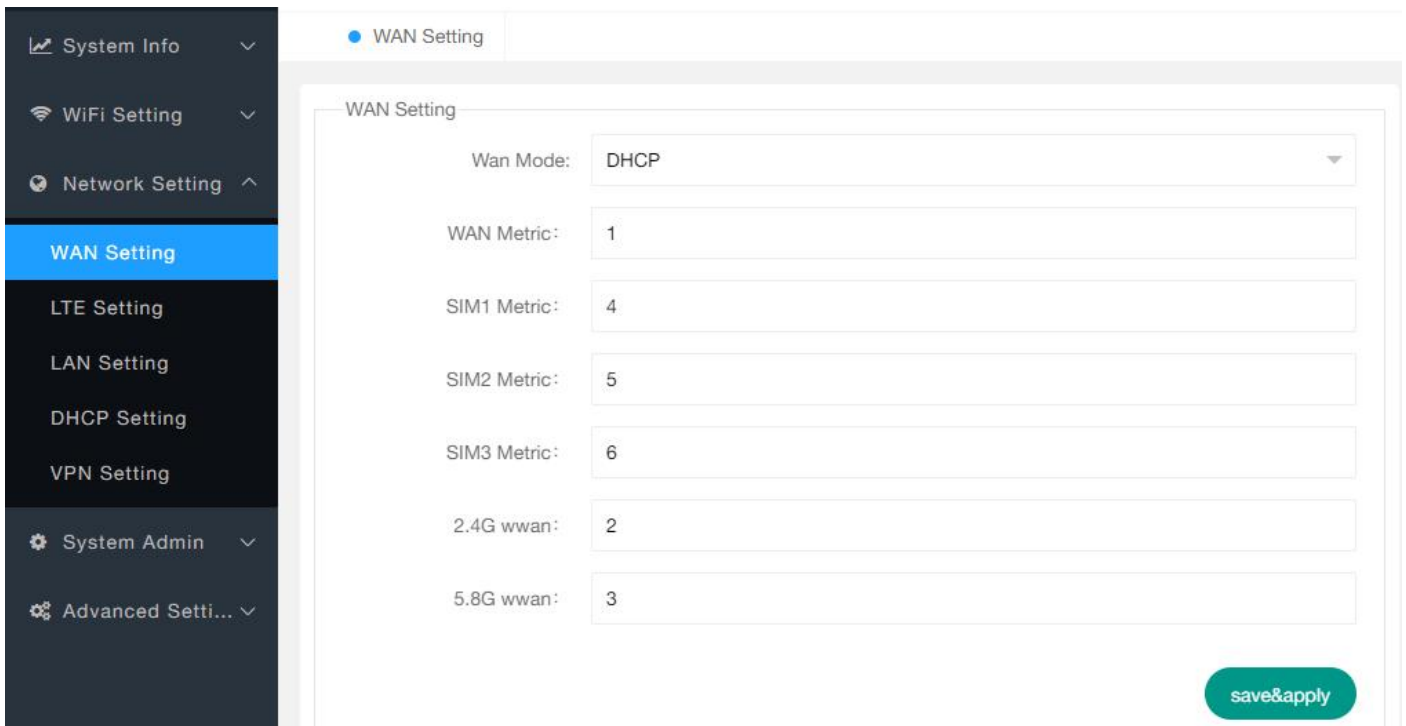 System Info
WiFi Setting
Network Setting
WAN Setting
LTE Setting
LAN Setting
DHCP Setting
VPN Setting
System Admin
Advanced Setti...
WAN Setting
WAN Setting
Wan Mode: DHCP
WAN Metric: 1
SIM1 Metric: 4
SIM2 Metric: 5
SIM3 Metric: 6
2.4G wwan: 2
5.8G wwan: 3
save&apply